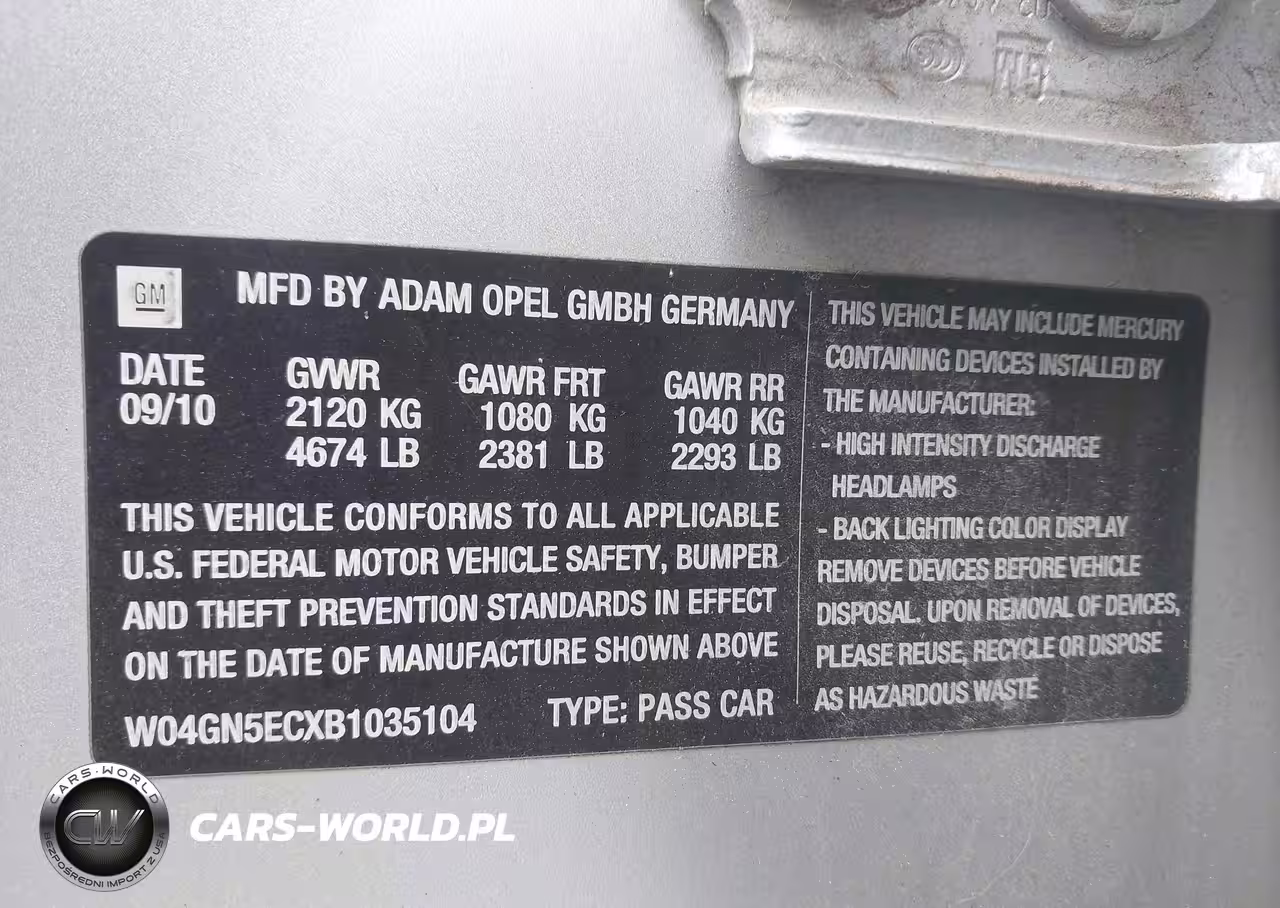 GM
MFD BY ADAM OPEL GMBH GERMANY
DATE GVWR GAWR FRT GAWR RR
09/10 2120 KG 1080 KG 1040 KG
4674 LB 2381 LB 2293 LB
THIS VEHICLE CONFORMS TO ALL APPLICABLE
U.S. FEDERAL MOTOR VEHICLE SAFETY, BUMPER
AND THEFT PREVENTION STANDARDS IN EFFECT
ON THE DATE OF MANUFACTURE SHOWN ABOVE
W04GN5ECXB1035104 TYPE: PASS CAR
THIS VEHICLE MAY INCLUDE MERCURY
CONTAINING DEVICES INSTALLED BY
THE MANUFACTURER:
- HIGH INTENSITY DISCHARGE
HEADLAMPS
- BACK LIGHTING COLOR DISPLAY
REMOVE DEVICES BEFORE VEHICLE
DISPOSAL. UPON REMOVAL OF DEVICES,
PLEASE REUSE, RECYCLE OR DISPOSE
AS HAZARDOUS WASTE
CARS-WORLD
CW
BEZPOŚREDNI IMPORT Z USA
CARS-WORLD.PL